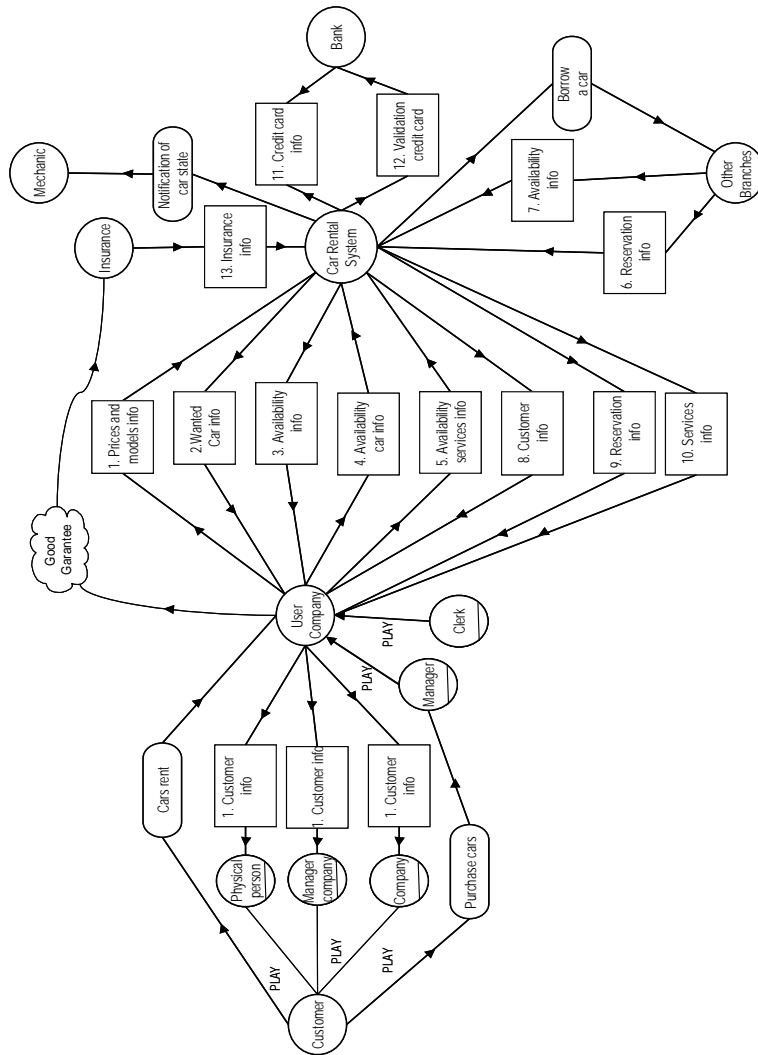 Mechanic
Notification of
car state
Bank
Insurance
13. Insurance
info
11. Credit card
info
12. Validation
credit card
Car Rental
System
Borrow
a car
7. Availability
info
6. Reservation
info
Other
Branches
Good
Garantee
1. Prices and
models info
2.Wanted
Car info
3. Availability
info
4. Availability
car info
5. Availability
services info
8. Customer
info
9. Reservation
info
10. Services
info
User
Company
PLAY
Clerk
PLAY
Manager
Cars rent
1. Customer
info
1. Customer info
1. Customer
info
Physical
person
Manager
company
Company
Purchase cars
PLAY
PLAY
PLAY
Customer